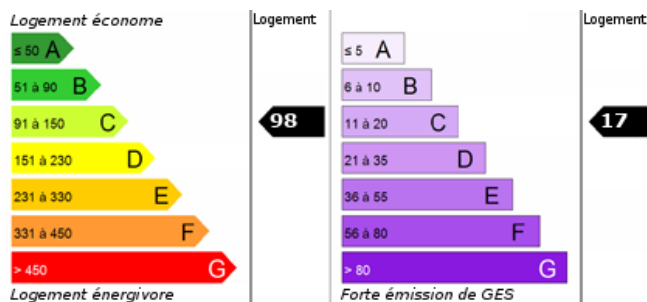 Logement économe
Logement
≤ 50 A
51 à 90 B
91 à 150 C
98
151 à 230 D
231 à 330 E
331 à 450 F
> 450 G
Logement énergivore
Logement
≤ 5 A
6 à 10 B
11 à 20 C
17
21 à 35 D
36 à 55 E
56 à 80 F
> 80 G
Forte émission de GES